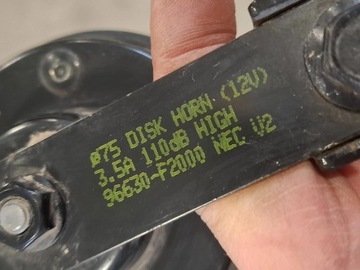 ø75 DISK HORN (12V)
3.5A 110dB HIGH
96630-F2000 NEC V2